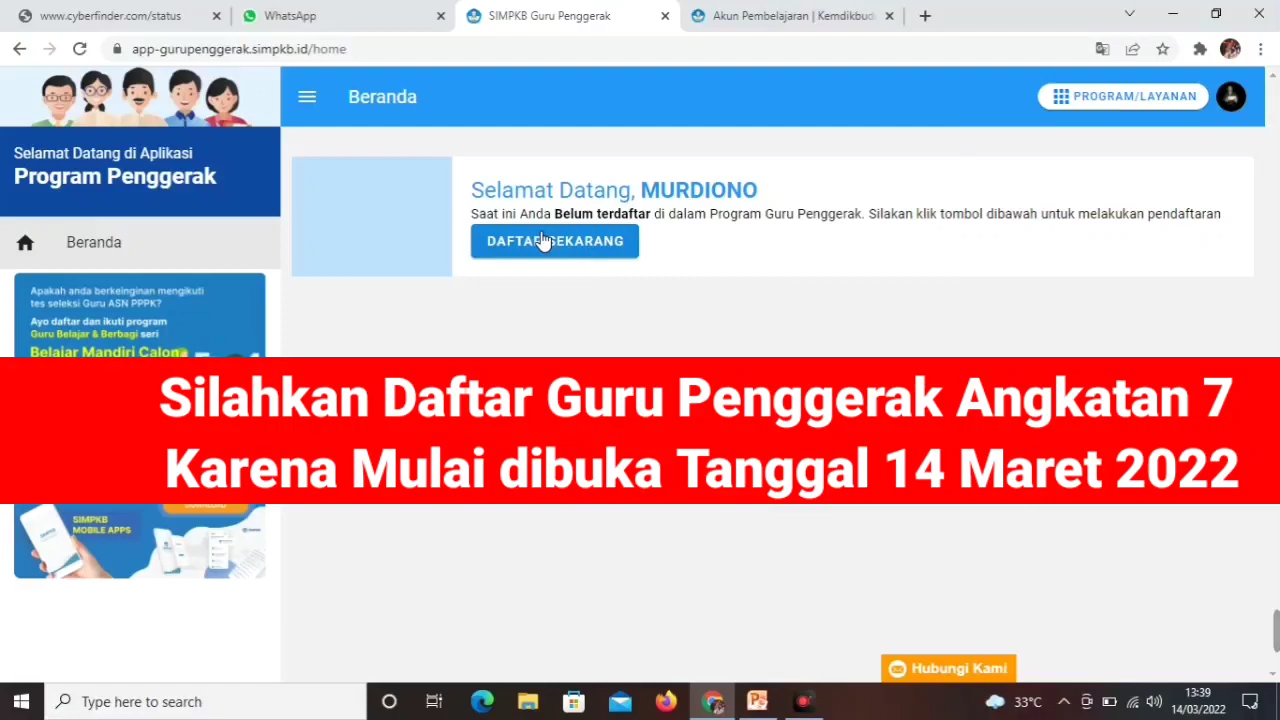 www.cyberfinder.com/status
WhatsApp
SIMPKB Guru Penggerak
Akun Pembelajaran | Kemdikbud
app-gurupenggerak.simpkb.id/home
Beranda
PROGRAM/LAYANAN
Selamat Datang di Aplikasi
Program Penggerak
Beranda
Selamat Datang, MURDIONO
Saat ini Anda Belum terdaftar di dalam Program Guru Penggerak. Silakan klik tombol dibawah untuk melakukan pendaftaran
DAFTAR SEKARANG
Apakah anda berkeinginan mengikuti
tes seleksi Guru ASN PPPK?
Ayo daftar dan ikuti program
Guru Belajar & Berbagi seri
Belajar Mandiri Calon
Silahkan Daftar Guru Penggerak Angkatan 7
Karena Mulai dibuka Tanggal 14 Maret 2022
DOWNLOAD
SIMPKB
MOBILE APPS
Hubungi Kami
Type here to search
33°C
13:39
14/03/2022